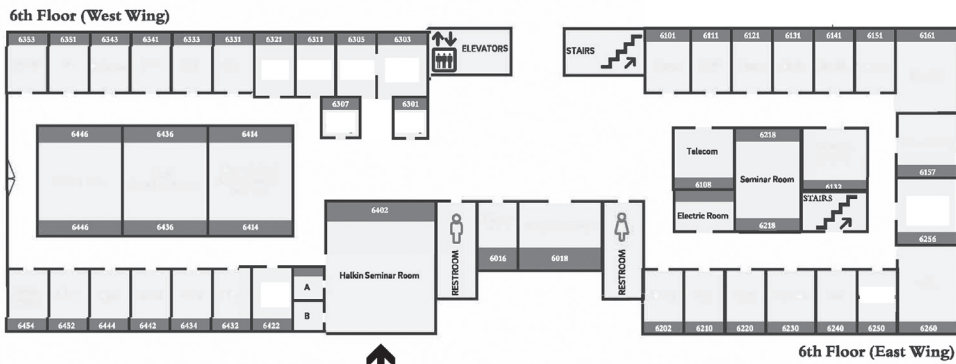 6th Floor (West Wing)
6353 6351 6343 6341 6333 6331 6321 6311 6305 6303
ELEVATORS
STAIRS
6101 6111 6121 6131 6141 6151 6161
6307 6301
6446 6436 6414
6218
Telecom
Seminar Room
6108
6132
6157
Electric Room
STAIRS
6446 6436 6414
6218
6402
6256
Halkin Seminar Room
RESTROOM
6016 6018
RESTROOM
A
B
6454 6452 6444 6442 6434 6432 6422
6202 6210 6220 6230 6240 6250 6260
6th Floor (East Wing)